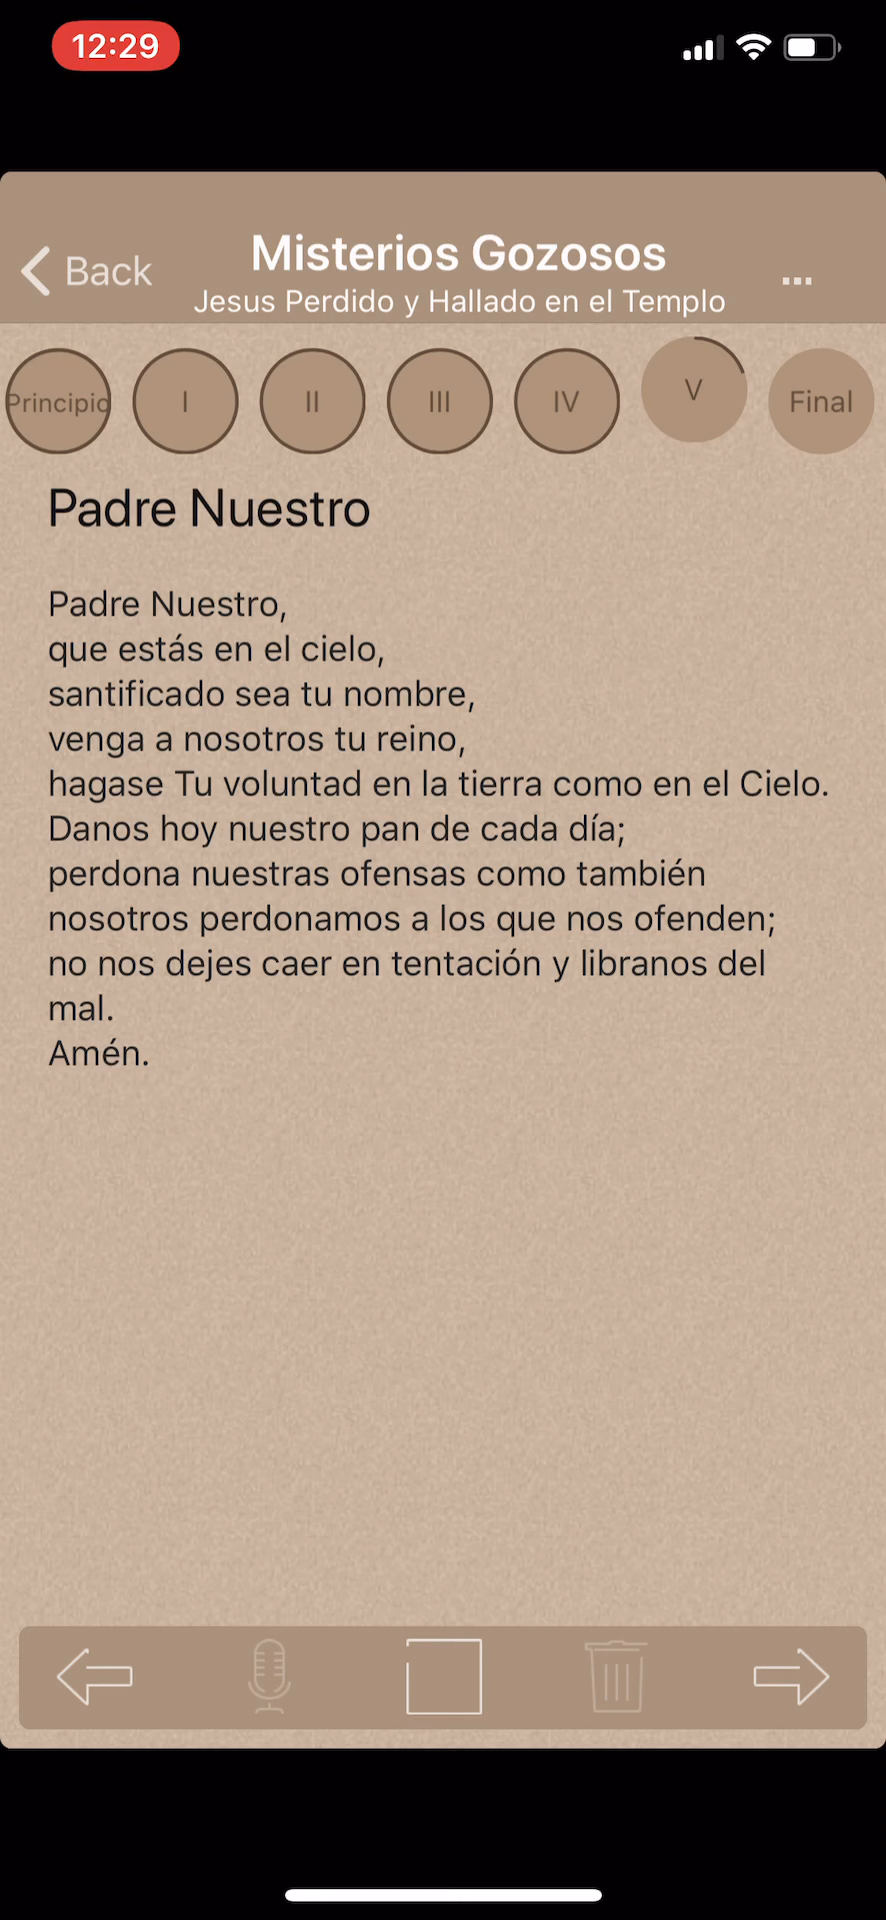 12:29
Back
Misterios Gozosos
...
Jesus Perdido y Hallado en el Templo
Principio
I
II
III
IV
V
Final
Padre Nuestro
Padre Nuestro,
que estás en el cielo,
santificado sea tu nombre,
venga a nosotros tu reino,
hagase Tu voluntad en la tierra como en el Cielo.
Danos hoy nuestro pan de cada día;
perdona nuestras ofensas como también
nosotros perdonamos a los que nos ofenden;
no nos dejes caer en tentación y libranos del
mal.
Amén.